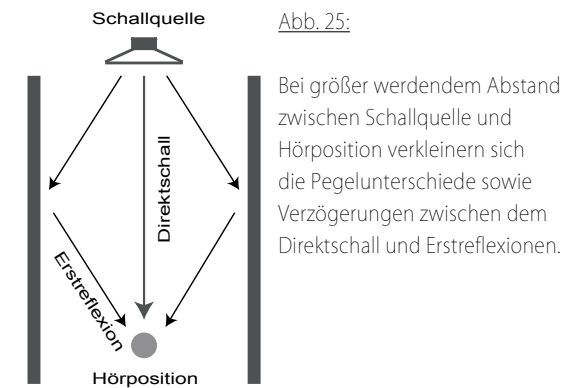 Schallquelle
Direktschall
Erstreflexion
Hörposition
Abb. 25:
Bei größer werdendem Abstand
zwischen Schallquelle und
Hörposition verkleinern sich
die Pegelunterschiede sowie
Verzögerungen zwischen dem
Direktschall und Erstreflexionen.